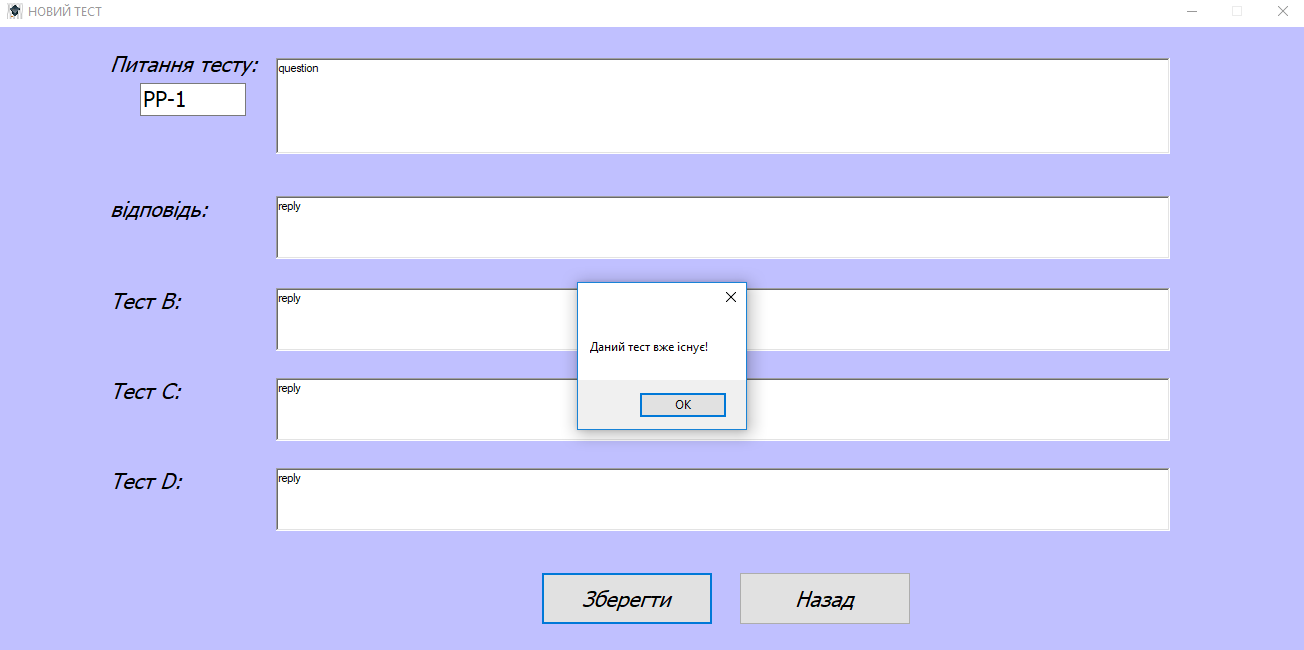 НОВИЙ ТЕСТ
Питання тесту:
PP-1
question
відповідь:
reply
Тест B:
reply
Тест C:
reply
Тест D:
reply
Даний тест вже існує!
OK
Зберегти
Назад